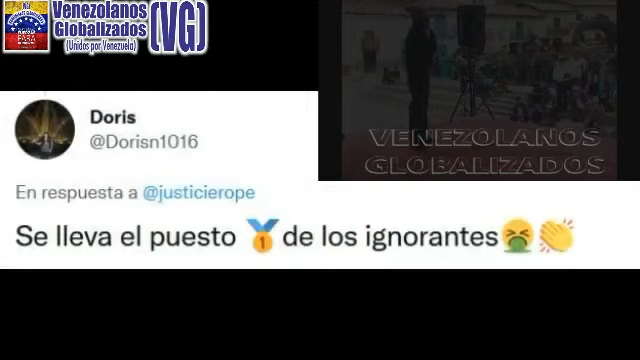 Venezolanos
Globalizados
(Unidos por Venezuela)
(VG)
VENEZOLANOS
GLOBALIZADOS
Doris
@Dorisn1016
En respuesta a @justicierope
Se lleva el puesto 🥇 de los ignorantes🤮👏